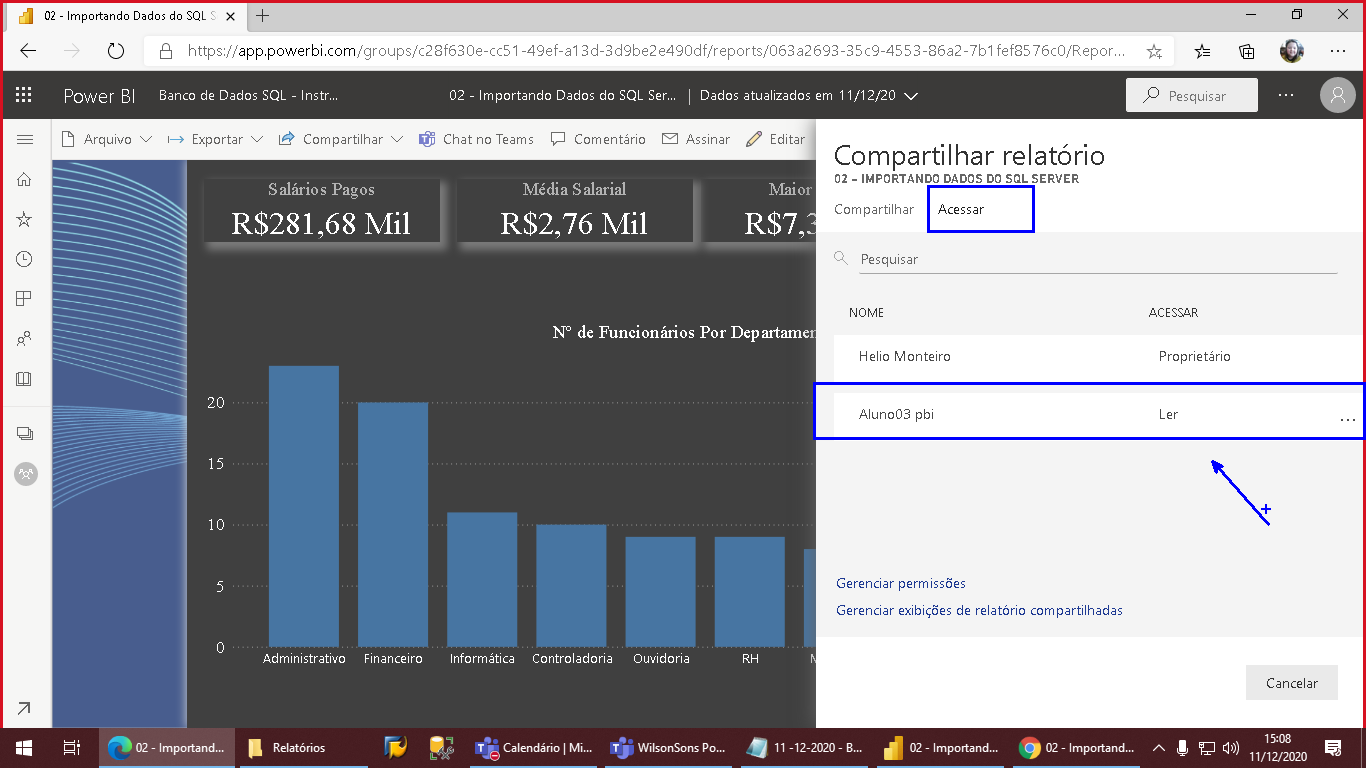 02 - Importando Dados do SQL S
https://app.powerbi.com/groups/c28f630e-cc51-49ef-a13d-3d9be2e490df/reports/063a2693-35c9-4553-86a2-7b1fef8576c0/Repor...
Power BI
Banco de Dados SQL - Instr...
02 - Importando Dados do SQL Ser... | Dados atualizados em 11/12/20
Pesquisar
Arquivo
Exportar
Compartilhar
Chat no Teams
Comentário
Assinar
Editar
Salários Pagos
R$281,68 Mil
Média Salarial
R$2,76 Mil
Maior
R$7,3
N° de Funcionários Por Departamen
20
15
10
5
0
Administrativo
Financeiro
Informática
Controladoria
Ouvidoria
RH
M
Compartilhar relatório
02 – IMPORTANDO DADOS DO SQL SERVER
Compartilhar
Acessar
Pesquisar
NOME ACESSAR
Helio Monteiro Proprietário
Aluno03 pbi Ler ...
Gerenciar permissões
Gerenciar exibições de relatório compartilhadas
Cancelar
02 - Importand...
Relatórios
Calendário | Mi...
WilsonSons Po...
11 -12-2020 - B...
02 - Importand...
02 - Importand...
15:08
11/12/2020